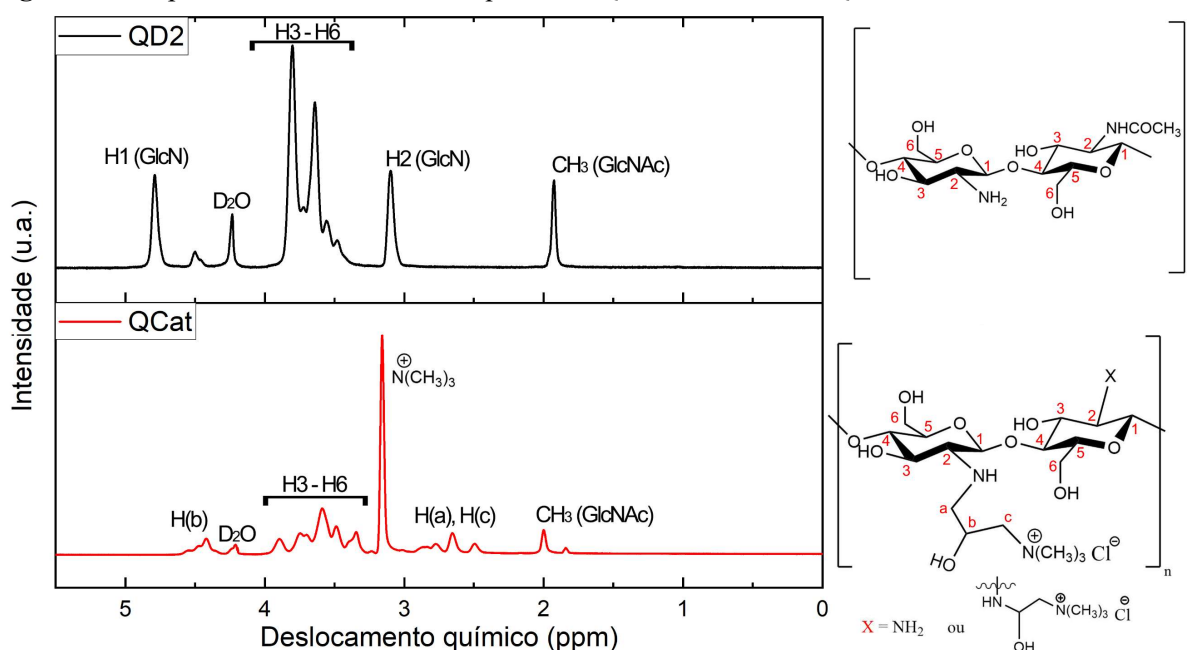 QD2
H3 - H6
H1 (GlcN)
D₂O
H2 (GlcN)
CH₃ (GlcNAc)
QCat
⊕
N(CH₃)₃
H3 - H6
H(b)
D₂O
H(a), H(c)
CH₃ (GlcNAc)
Intensidade (u.a.)
5 4 3 2 1 0
Deslocamento químico (ppm)
OH
6
5
O
O
4
HO
3
2
1
NH₂
O
HO
3
2
NHCOCH₃
4
5
1
O
6
OH
OH
6
5
O
O
4
HO
3
2
1
NH
O
X
HO
3
2
4
5
1
O
6
OH
a
b
c
HO
⊕
N(CH₃)₃ Cl⊖
n
X = NH₂ ou
HN
⊕
N(CH₃)₃ Cl⊖
OH